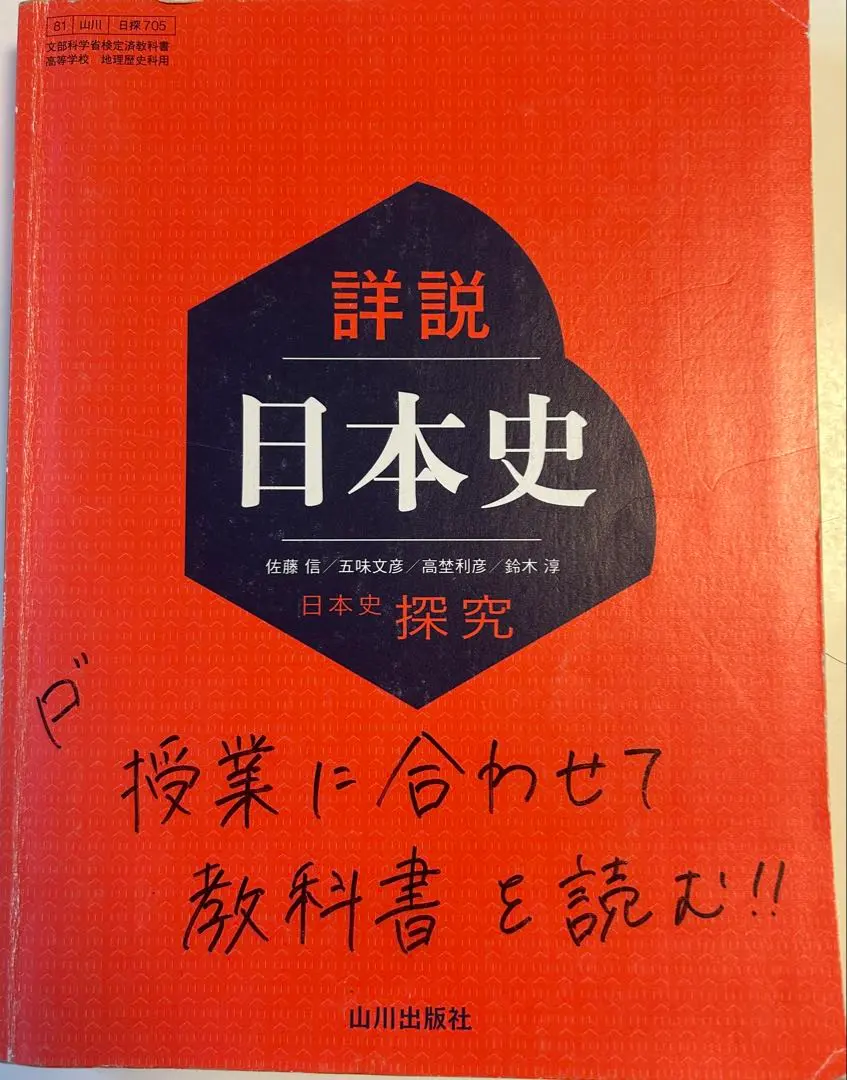 81 山川 日探705
文部科学省検定済教科書
高等学校 地理歴史科用
詳説
日本史
佐藤 信／五味文彦／高埜利彦／鈴木 淳
日本史 探究
授業に合わせて
教科書を読む!!
山川出版社